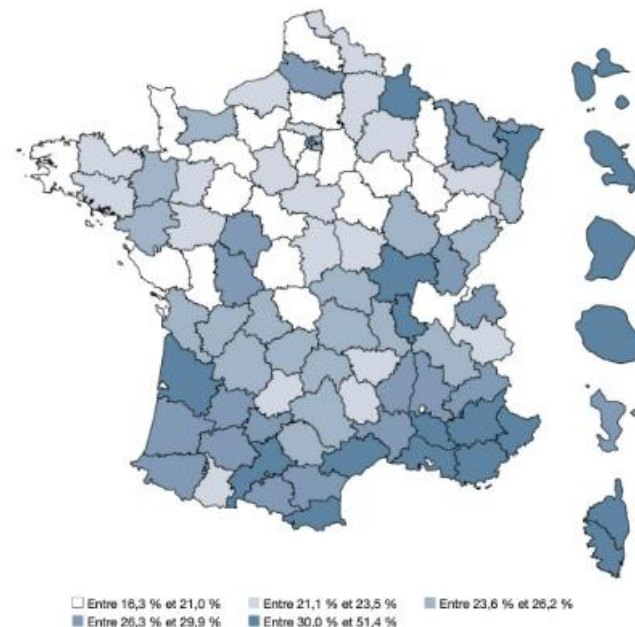 Entre 16,3 % et 21,0 % Entre 21,1 % et 23,5 % Entre 23,6 % et 26,2 %
Entre 26,3 % et 29,9 % Entre 30,0 % et 51,4 %